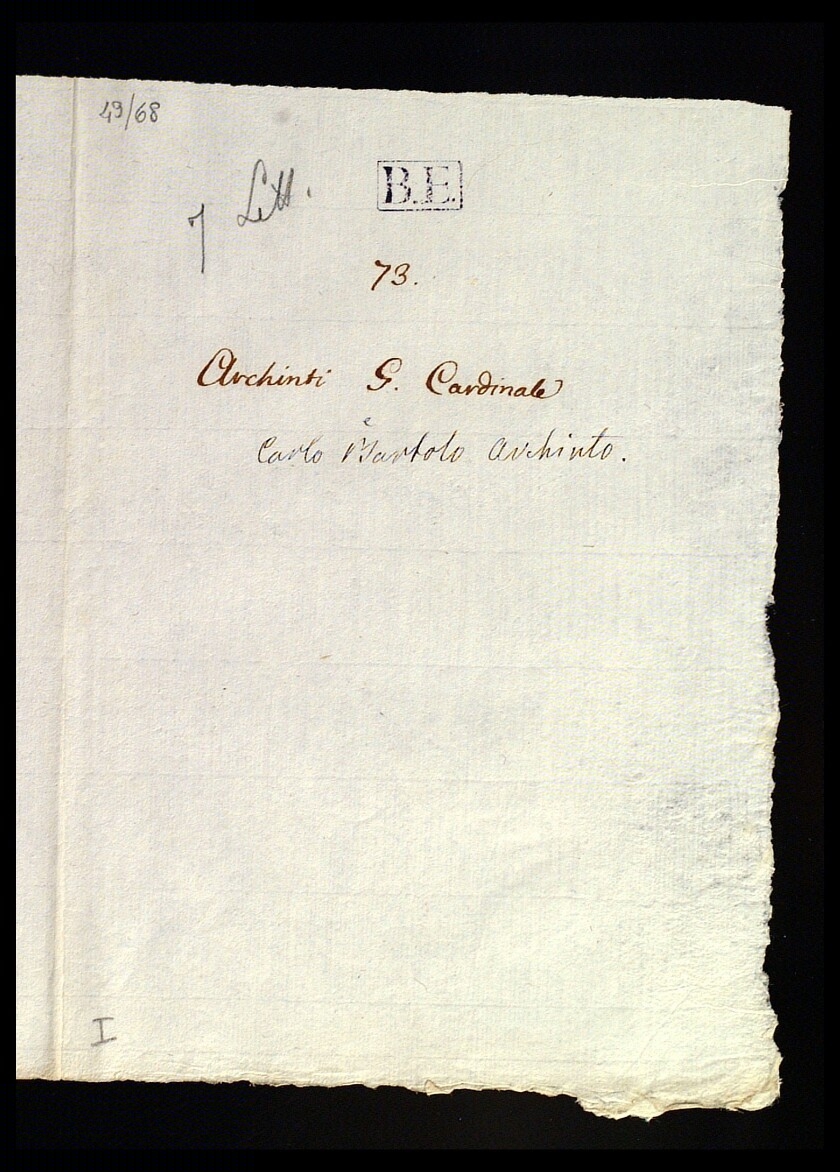 49/68
7 Lett.
B.E.
73.
Archinti G. Cardinale
e
Carlo Bartolo Archinto.
I